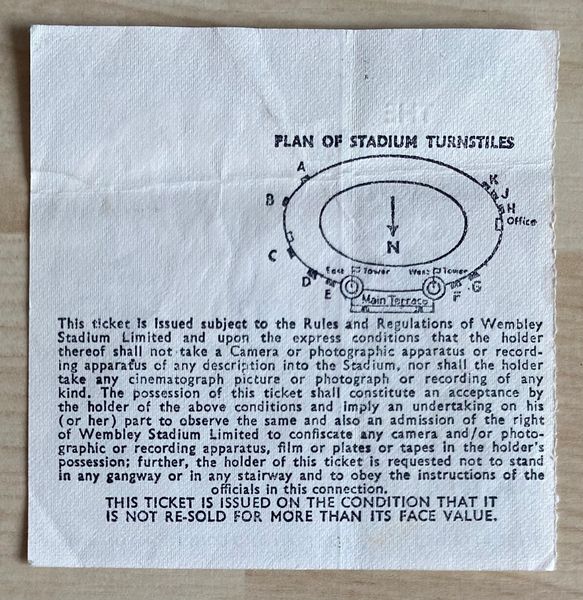 PLAN OF STADIUM TURNSTILES
A
K
B
J
H
Office
N
C
East Tower
West Tower
D
G
E
F
Main Terrace
This ticket is issued subject to the Rules and Regulations of Wembley
Stadium Limited and upon the express conditions that the holder
thereof shall not take a Camera or photographic apparatus or record-
ing apparatus of any description into the Stadium, nor shall the holder
take any cinematograph picture or photograph or recording of any
kind. The possession of this ticket shall constitute an acceptance by
the holder of the above conditions and imply an undertaking on his
(or her) part to observe the same and also an admission of the right
of Wembley Stadium Limited to confiscate any camera and/or photo-
graphic or recording apparatus, film or plates or tapes in the holder's
possession; further, the holder of this ticket is requested not to stand
in any gangway or in any stairway and to obey the instructions of the
officials in this connection.
THIS TICKET IS ISSUED ON THE CONDITION THAT IT
IS NOT RE-SOLD FOR MORE THAN ITS FACE VALUE.